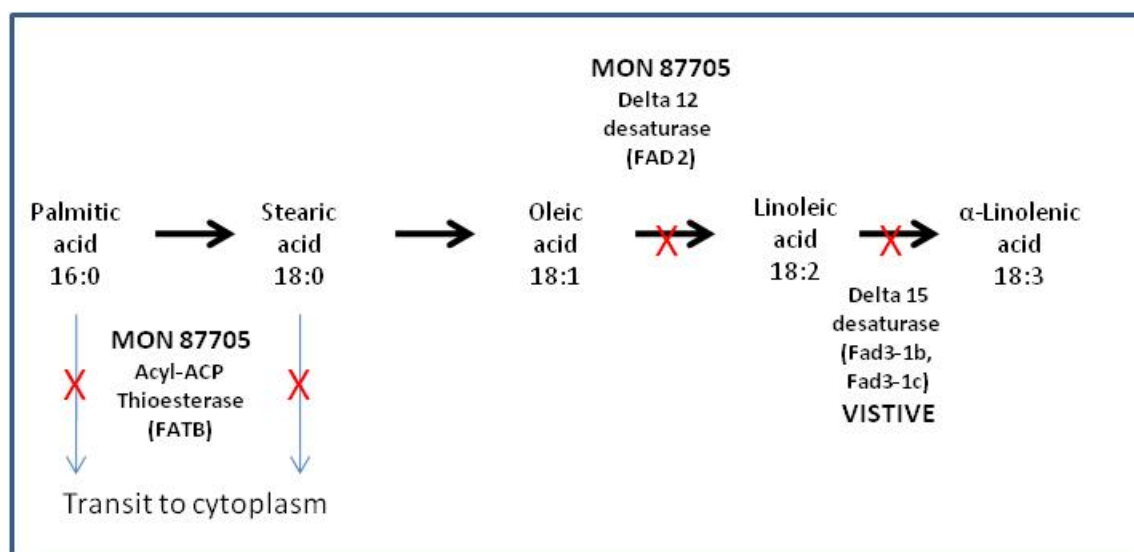 MON 87705
Delta 12
desaturase
(FAD 2)
Palmitic
acid
16:0
Stearic
acid
18:0
Oleic
acid
18:1
Linoleic
acid
18:2
α-Linolenic
acid
18:3
MON 87705
Acyl-ACP
Thioesterase
(FATB)
Delta 15
desaturase
(Fad3-1b,
Fad3-1c)
VISTIVE
Transit to cytoplasm